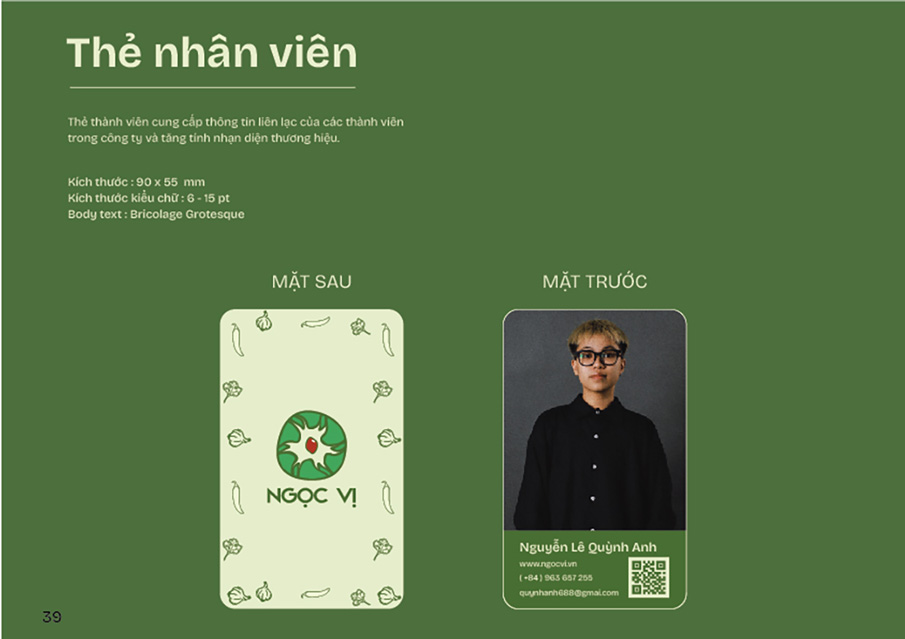 Thẻ nhân viên
Thẻ thành viên cung cấp thông tin liên lạc của các thành viên
trong công ty và tăng tính nhạn diện thương hiệu.
Kích thước : 90 x 55 mm
Kích thước kiểu chữ : 6 - 15 pt
Body text : Bricolage Grotesque
MẶT SAU
MẶT TRƯỚC
NGỌC VỊ
Nguyễn Lê Quỳnh Anh
www.ngocvi.vn
( +84 ) 963 657 255
quynhanh688@gmai.com
39